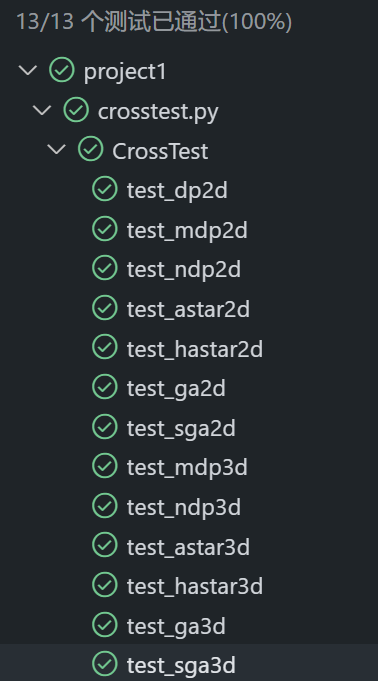 13/13 个测试已通过(100%)
project1
crosstest.py
CrossTest
test_dp2d
test_mdp2d
test_ndp2d
test_astar2d
test_hastar2d
test_ga2d
test_sga2d
test_mdp3d
test_ndp3d
test_astar3d
test_hastar3d
test_ga3d
test_sga3d